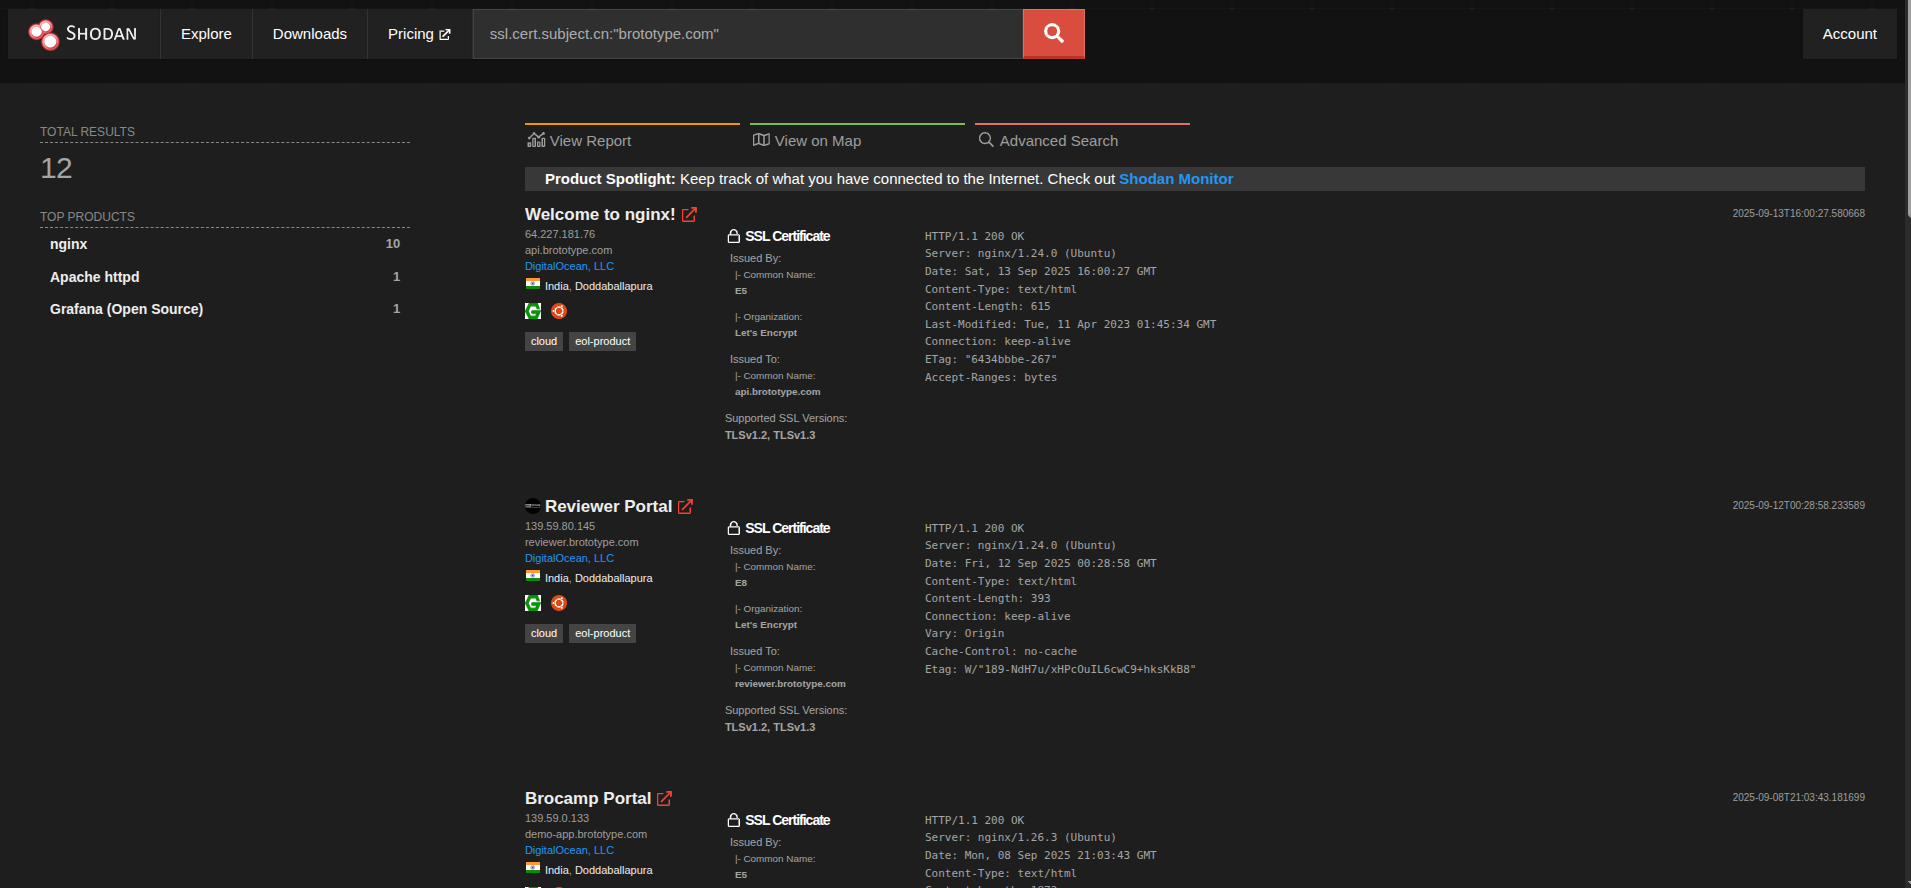 SHODAN
Explore
Downloads
Pricing
ssl.cert.subject.cn:"brototype.com"
Account
TOTAL RESULTS
12
TOP PRODUCTS
nginx 10
Apache httpd 1
Grafana (Open Source) 1
View Report
View on Map
Advanced Search
Product Spotlight: Keep track of what you have connected to the Internet. Check out Shodan Monitor
Welcome to nginx!
2025-09-13T16:00:27.580668
64.227.181.76
api.brototype.com
DigitalOcean, LLC
India, Doddaballapura
cloud
eol-product
SSL Certificate
Issued By:
|- Common Name:
E5
|- Organization:
Let's Encrypt
Issued To:
|- Common Name:
api.brototype.com
Supported SSL Versions:
TLSv1.2, TLSv1.3
HTTP/1.1 200 OK
Server: nginx/1.24.0 (Ubuntu)
Date: Sat, 13 Sep 2025 16:00:27 GMT
Content-Type: text/html
Content-Length: 615
Last-Modified: Tue, 11 Apr 2023 01:45:34 GMT
Connection: keep-alive
ETag: "6434bbbe-267"
Accept-Ranges: bytes
Reviewer Portal
2025-09-12T00:28:58.233589
139.59.80.145
reviewer.brototype.com
DigitalOcean, LLC
India, Doddaballapura
cloud
eol-product
SSL Certificate
Issued By:
|- Common Name:
E8
|- Organization:
Let's Encrypt
Issued To:
|- Common Name:
reviewer.brototype.com
Supported SSL Versions:
TLSv1.2, TLSv1.3
HTTP/1.1 200 OK
Server: nginx/1.24.0 (Ubuntu)
Date: Fri, 12 Sep 2025 00:28:58 GMT
Content-Type: text/html
Content-Length: 393
Connection: keep-alive
Vary: Origin
Cache-Control: no-cache
Etag: W/"189-NdH7u/xHPcOuIL6cwC9+hksKkB8"
Brocamp Portal
2025-09-08T21:03:43.181699
139.59.0.133
demo-app.brototype.com
DigitalOcean, LLC
India, Doddaballapura
SSL Certificate
Issued By:
|- Common Name:
E5
HTTP/1.1 200 OK
Server: nginx/1.26.3 (Ubuntu)
Date: Mon, 08 Sep 2025 21:03:43 GMT
Content-Type: text/html